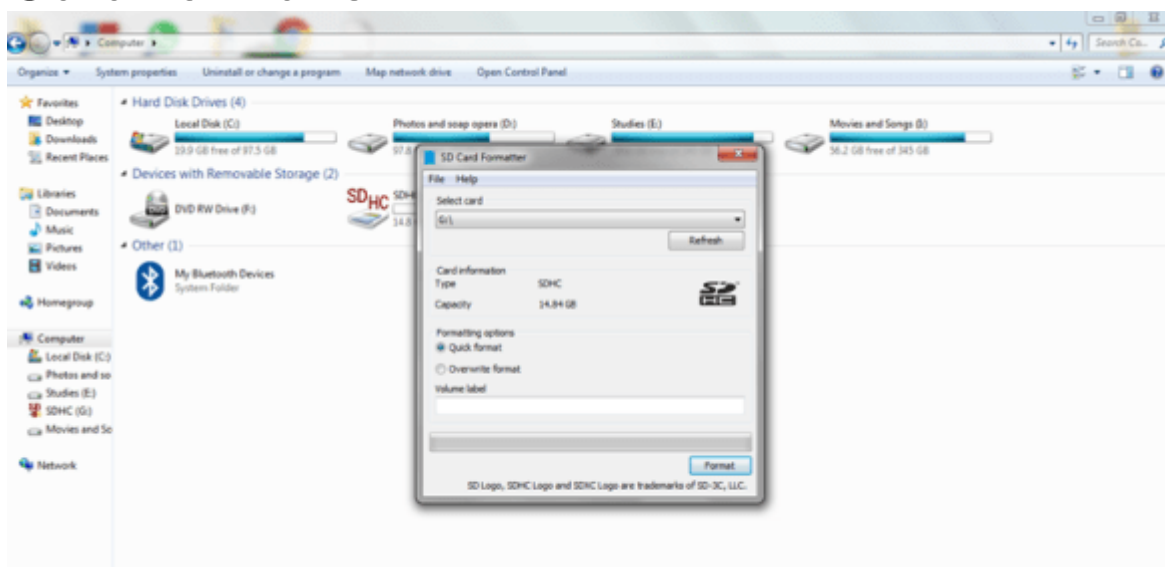 Computer
Search Co...
Organize
System properties
Uninstall or change a program
Map network drive
Open Control Panel
Favorites
Desktop
Downloads
Recent Places
Libraries
Documents
Music
Pictures
Videos
Homegroup
Computer
Local Disk (C:)
Photos and so
Studies (E:)
SDHC (G:)
Movies and So
Network
Hard Disk Drives (4)
Local Disk (C:)
19.9 GB free of 97.5 GB
Photos and soap opera (D:)
97.8
Studies (E:)
Movies and Songs (I:)
56.2 GB free of 345 GB
Devices with Removable Storage (2)
DVD RW Drive (F:)
SDHC
14.8
Other (1)
My Bluetooth Devices
System Folder
SD Card Formatter
File Help
Select card
G:\
Refresh
Card information
Type SDHC
Capacity 14.84 GB
Formatting options
Quick format
Overwrite format
Volume label
Format
SD Logo, SDHC Logo and SDXC Logo are trademarks of SD-3C, LLC.